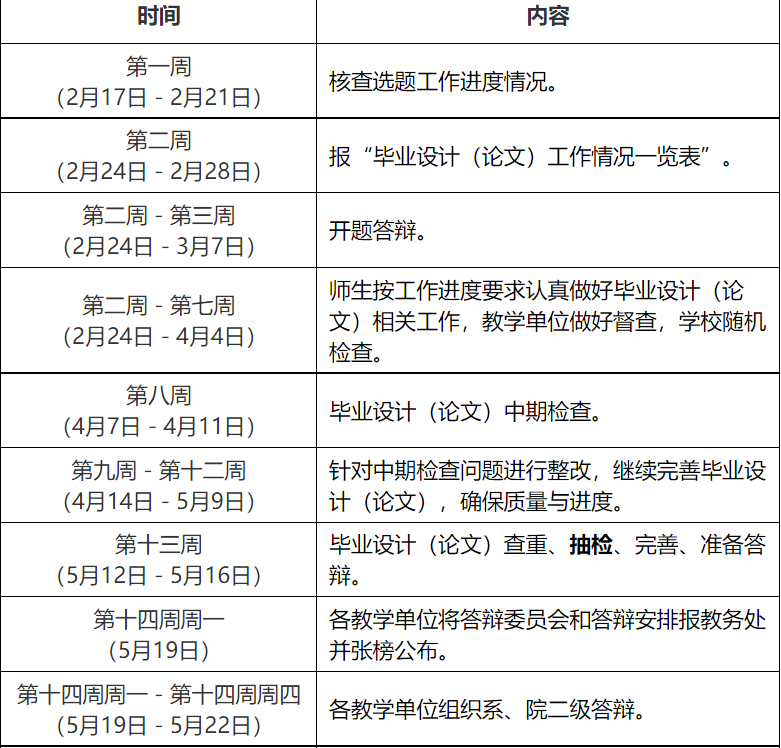 时间
内容
第一周
（2月17日 - 2月21日）
核查选题工作进度情况。
第二周
（2月24日 - 2月28日）
报“毕业设计（论文）工作情况一览表”。
第二周 - 第三周
（2月24日 - 3月7日）
开题答辩。
第二周 - 第七周
（2月24日 - 4月4日）
师生按工作进度要求认真做好毕业设计（论
文）相关工作，教学单位做好督查，学校随机
检查。
第八周
（4月7日 - 4月11日）
毕业设计（论文）中期检查。
第九周 - 第十二周
（4月14日 - 5月9日）
针对中期检查问题进行整改，继续完善毕业设
计（论文），确保质量与进度。
第十三周
（5月12日 - 5月16日）
毕业设计（论文）查重、抽检、完善、准备答
辩。
第十四周周一
（5月19日）
各教学单位将答辩委员会和答辩安排报教务处
并张榜公布。
第十四周周一 - 第十四周周四
（5月19日 - 5月22日）
各教学单位组织系、院二级答辩。